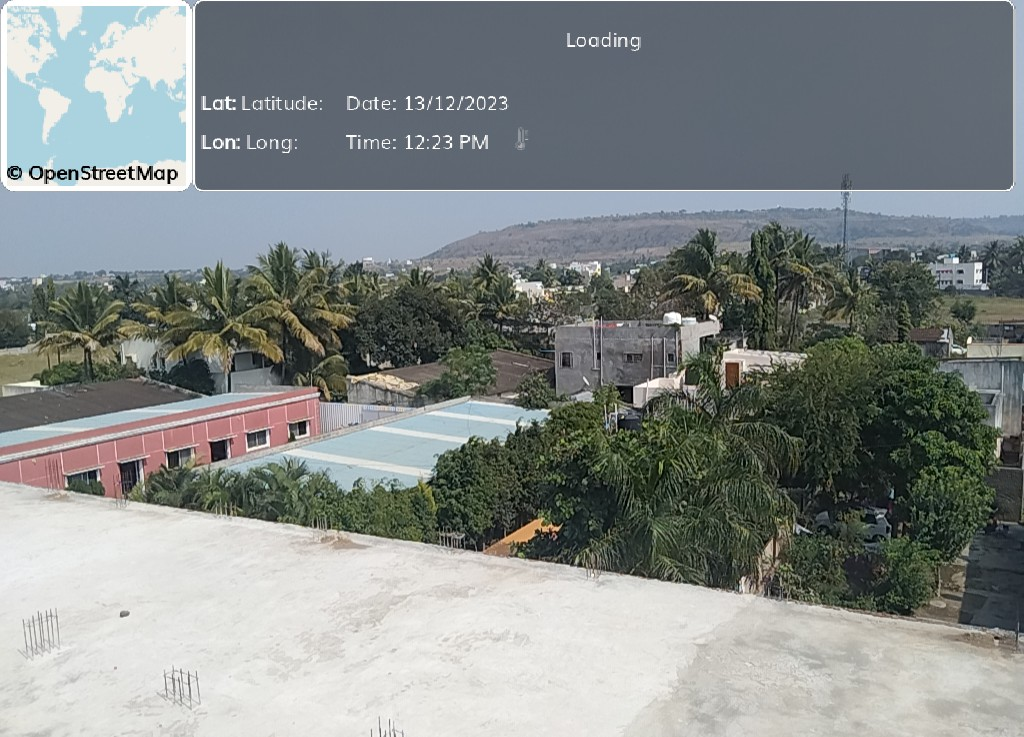 Loading
Lat: Latitude: Date: 13/12/2023
Lon: Long: Time: 12:23 PM
© OpenStreetMap